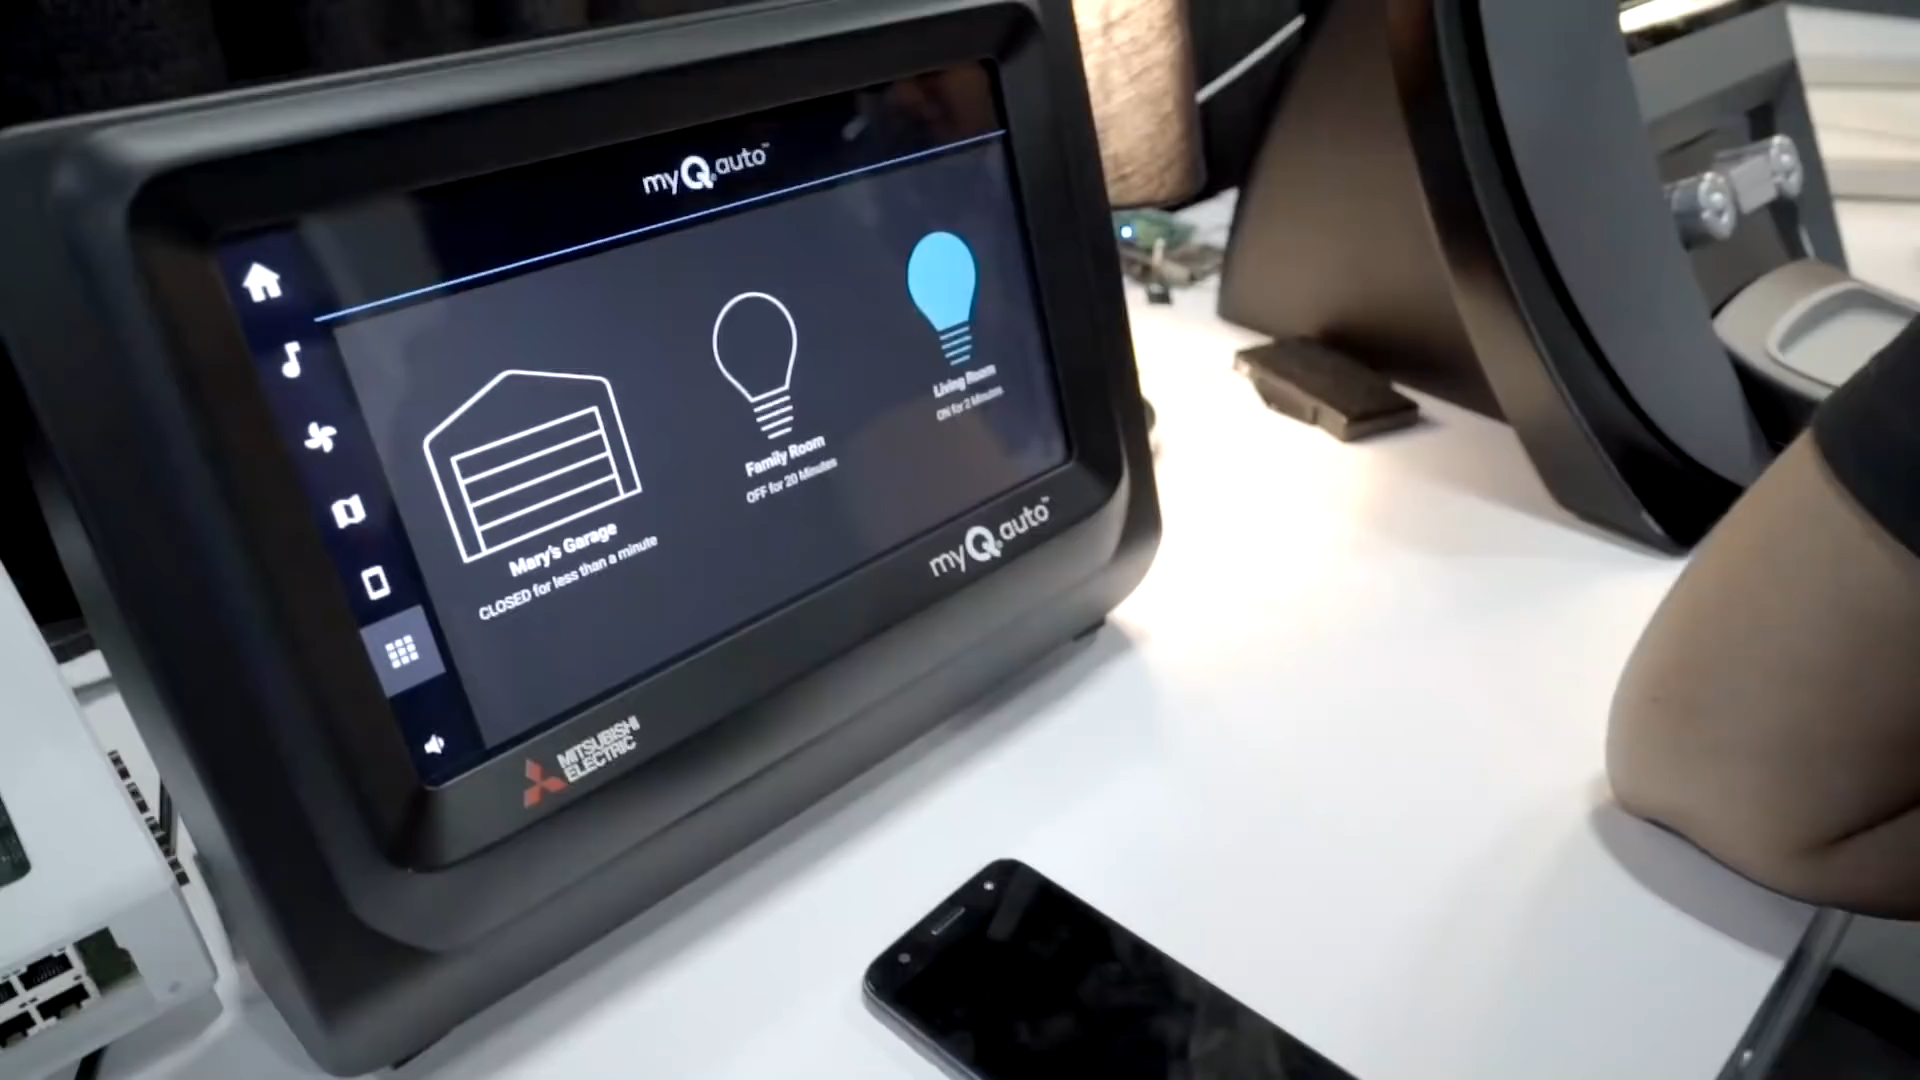 myQ auto™
Mary's Garage
CLOSED for less than a minute
Family Room
OFF for 20 Minutes
Living Room
ON for 2 Minutes
myQ auto™
MITSUBISHI
ELECTRIC